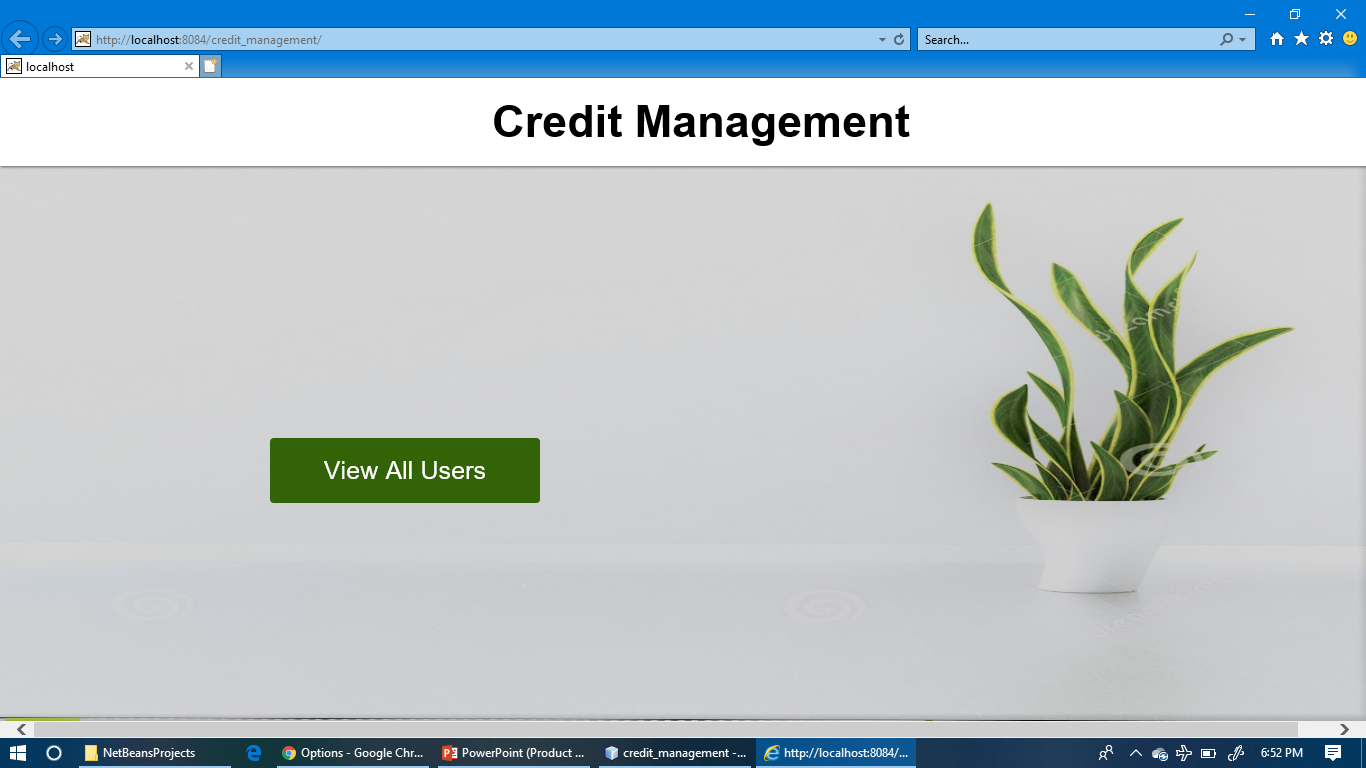 http://localhost:8084/credit_management/
Search...
localhost
Credit Management
View All Users
NetBeansProjects
Options - Google Chr...
PowerPoint (Product ...
credit_management -...
http://localhost:8084/...
6:52 PM